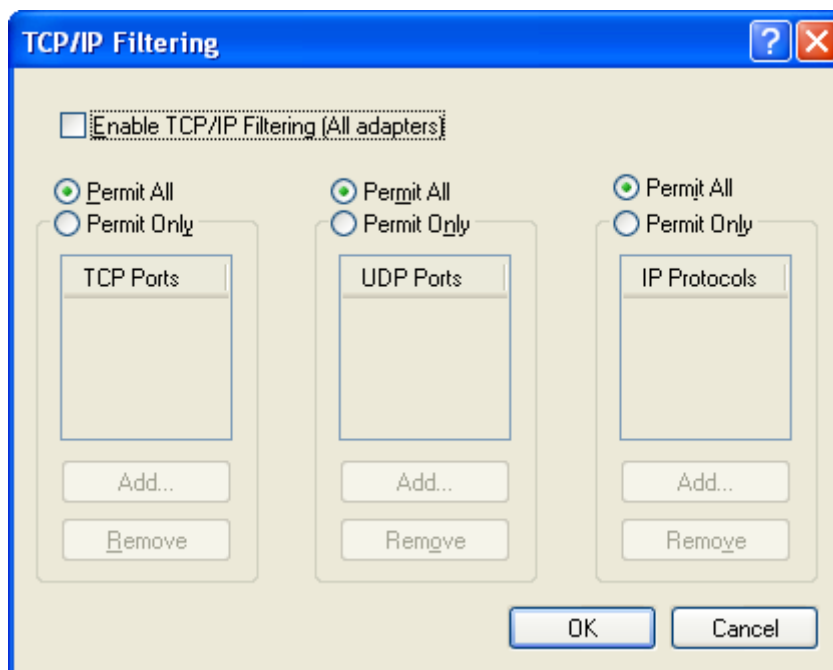 TCP/IP Filtering
Enable TCP/IP Filtering (All adapters)
Permit All
Permit Only
TCP Ports
Add...
Remove
Permit All
Permit Only
UDP Ports
Add...
Remove
Permit All
Permit Only
IP Protocols
Add...
Remove
OK
Cancel